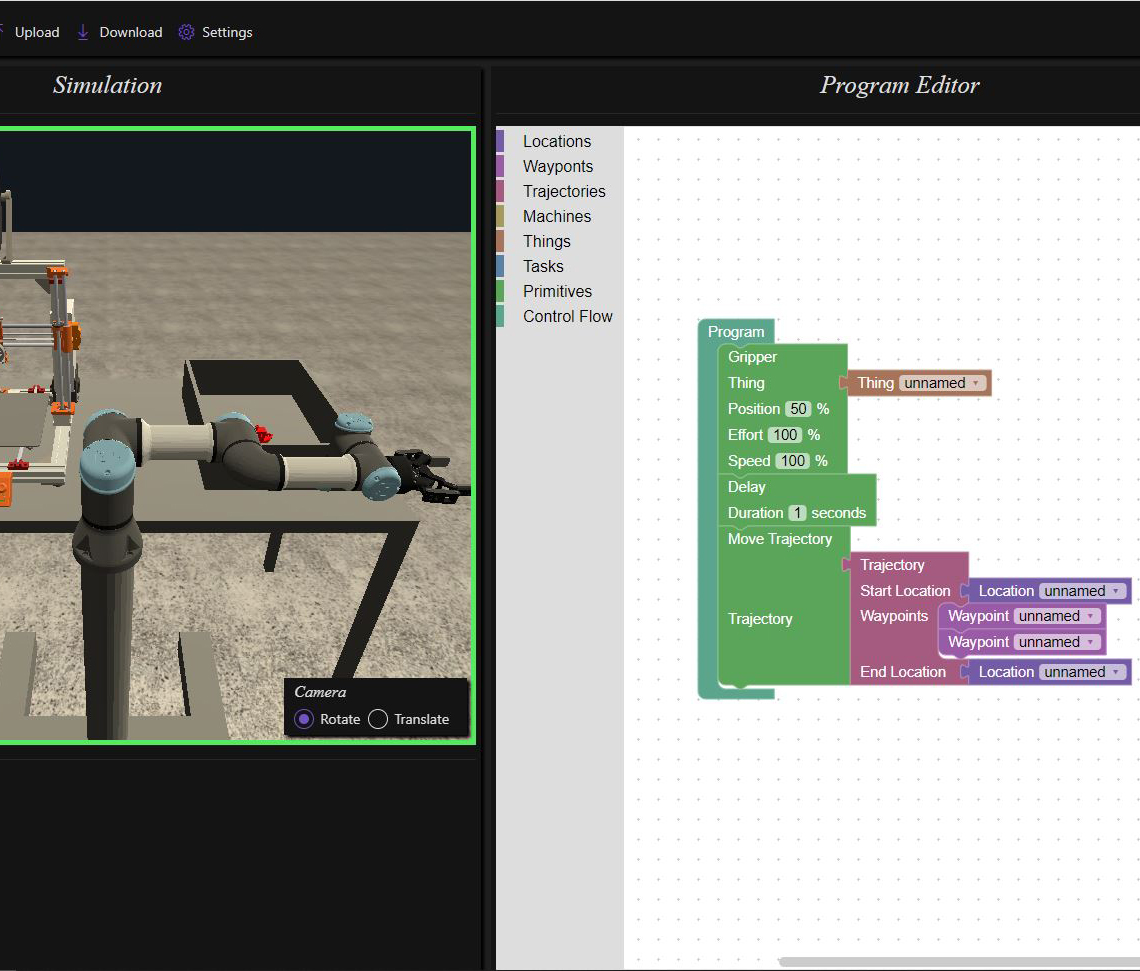 Upload Download Settings
Simulation
Program Editor
Locations
Wayponts
Trajectories
Machines
Things
Tasks
Primitives
Control Flow
Program
Gripper
Thing Thing unnamed
Position 50 %
Effort 100 %
Speed 100 %
Delay
Duration 1 seconds
Move Trajectory
Trajectory
Trajectory
Start Location Location unnamed
Waypoints Waypoint unnamed
Waypoint unnamed
End Location Location unnamed
Camera
Rotate Translate